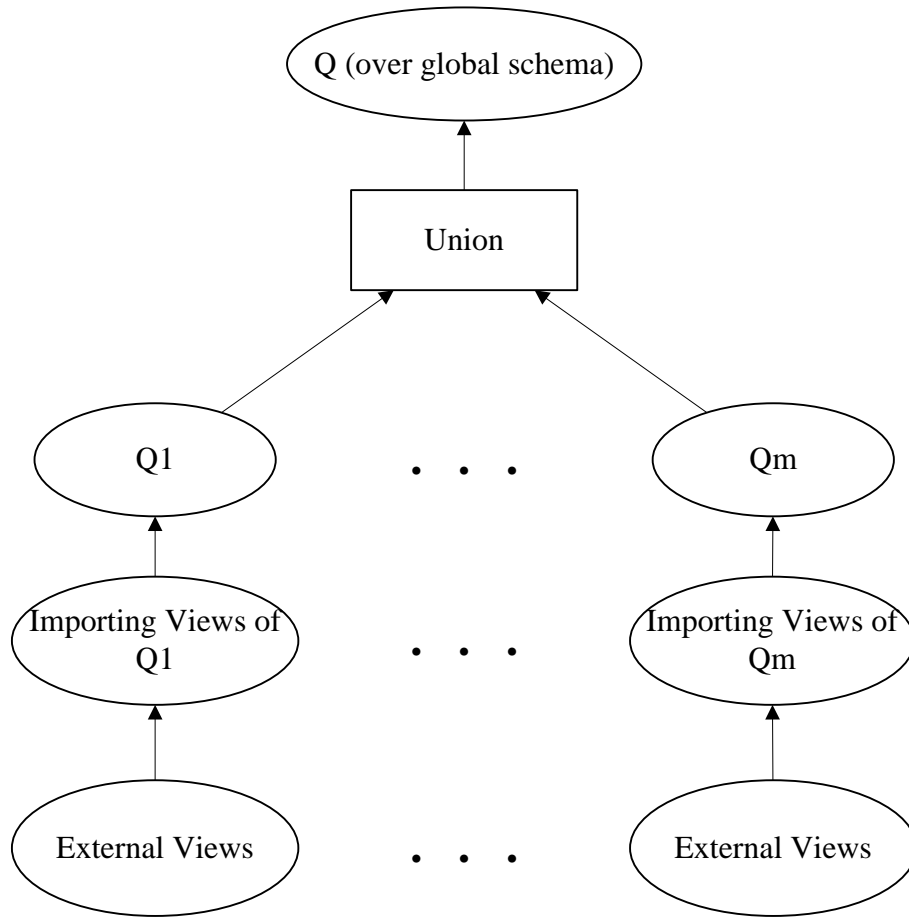 Q (over global schema)
Union
Q1
. . .
Qm
Importing Views of
Q1
. . .
Importing Views of
Qm
External Views
. . .
External Views